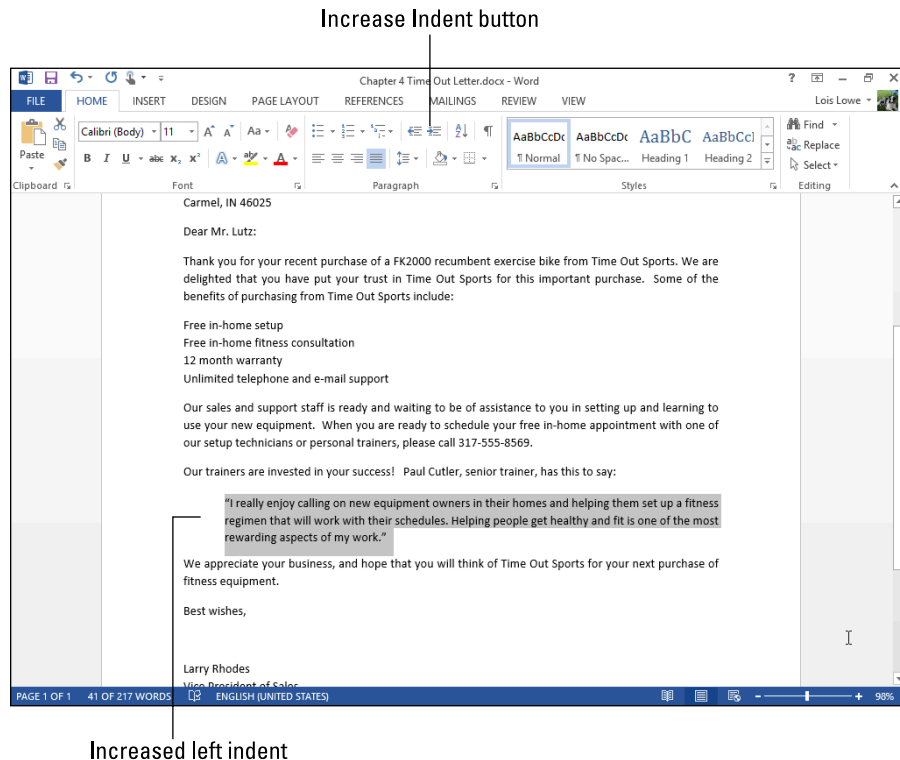 Increase Indent button
Chapter 4 Time Out Letter.docx - Word
FILE HOME INSERT DESIGN PAGE LAYOUT REFERENCES MAILINGS REVIEW VIEW Lois Lowe
Calibri (Body) 11 A A Aa AaBbCcDc AaBbCcDc AaBbC AaBbCcI Find
Paste B I U abc X₂ X² A aby A ¶ Normal ¶ No Spac... Heading 1 Heading 2 Replace
Select
Clipboard Font Paragraph Styles Editing
Carmel, IN 46025
Dear Mr. Lutz:
Thank you for your recent purchase of a FK2000 recumbent exercise bike from Time Out Sports. We are
delighted that you have put your trust in Time Out Sports for this important purchase. Some of the
benefits of purchasing from Time Out Sports include:
Free in-home setup
Free in-home fitness consultation
12 month warranty
Unlimited telephone and e-mail support
Our sales and support staff is ready and waiting to be of assistance to you in setting up and learning to
use your new equipment. When you are ready to schedule your free in-home appointment with one of
our setup technicians or personal trainers, please call 317-555-8569.
Our trainers are invested in your success! Paul Cutler, senior trainer, has this to say:
“I really enjoy calling on new equipment owners in their homes and helping them set up a fitness
regimen that will work with their schedules. Helping people get healthy and fit is one of the most
rewarding aspects of my work.”
We appreciate your business, and hope that you will think of Time Out Sports for your next purchase of
fitness equipment.
Best wishes,
Larry Rhodes
Vice President of Sales
PAGE 1 OF 1 41 OF 217 WORDS ENGLISH (UNITED STATES) 98%
Increased left indent